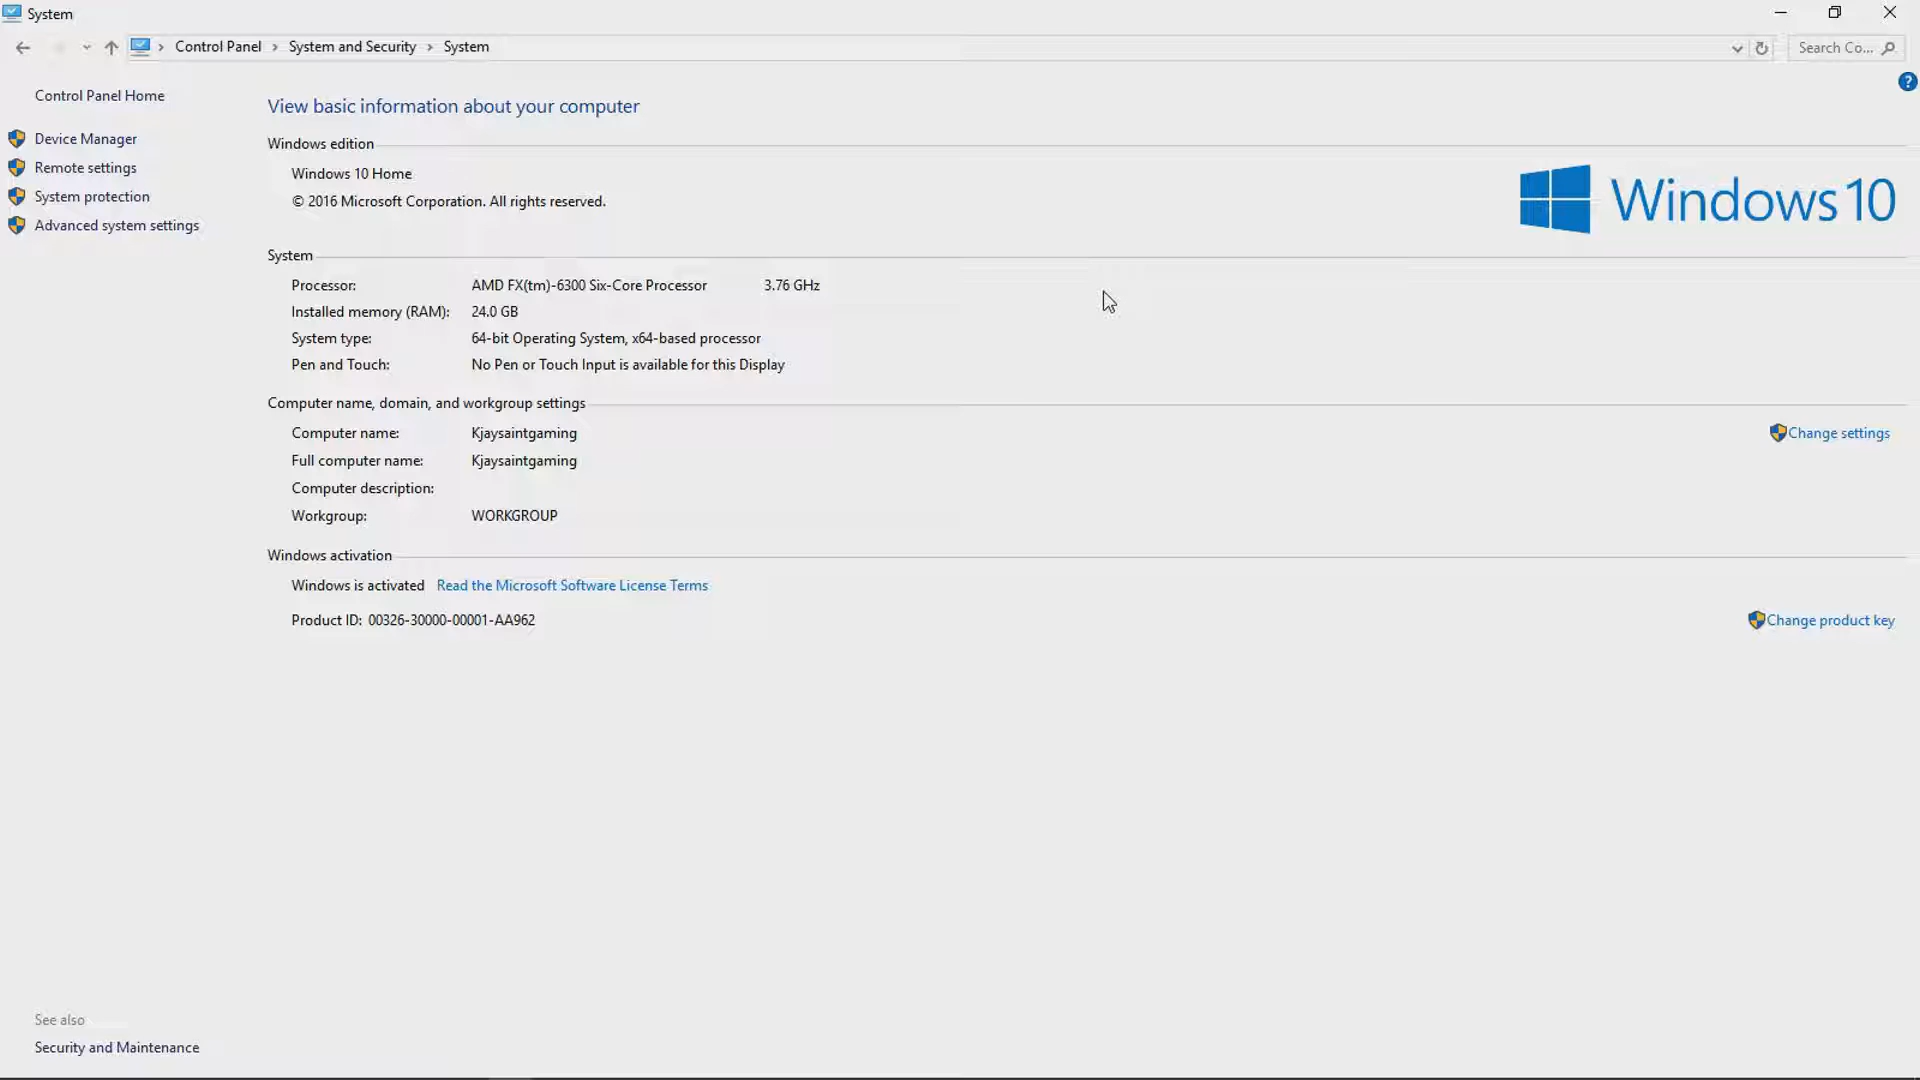 System
Control Panel > System and Security > System
Search Co...
?
Control Panel Home
Device Manager
Remote settings
System protection
Advanced system settings
View basic information about your computer
Windows edition
Windows 10 Home
© 2016 Microsoft Corporation. All rights reserved.
Windows 10
System
Processor: AMD FX(tm)-6300 Six-Core Processor 3.76 GHz
Installed memory (RAM): 24.0 GB
System type: 64-bit Operating System, x64-based processor
Pen and Touch: No Pen or Touch Input is available for this Display
Computer name, domain, and workgroup settings
Computer name: Kjaysaintgaming
Change settings
Full computer name: Kjaysaintgaming
Computer description:
Workgroup: WORKGROUP
Windows activation
Windows is activated Read the Microsoft Software License Terms
Product ID: 00326-30000-00001-AA962
Change product key
See also
Security and Maintenance